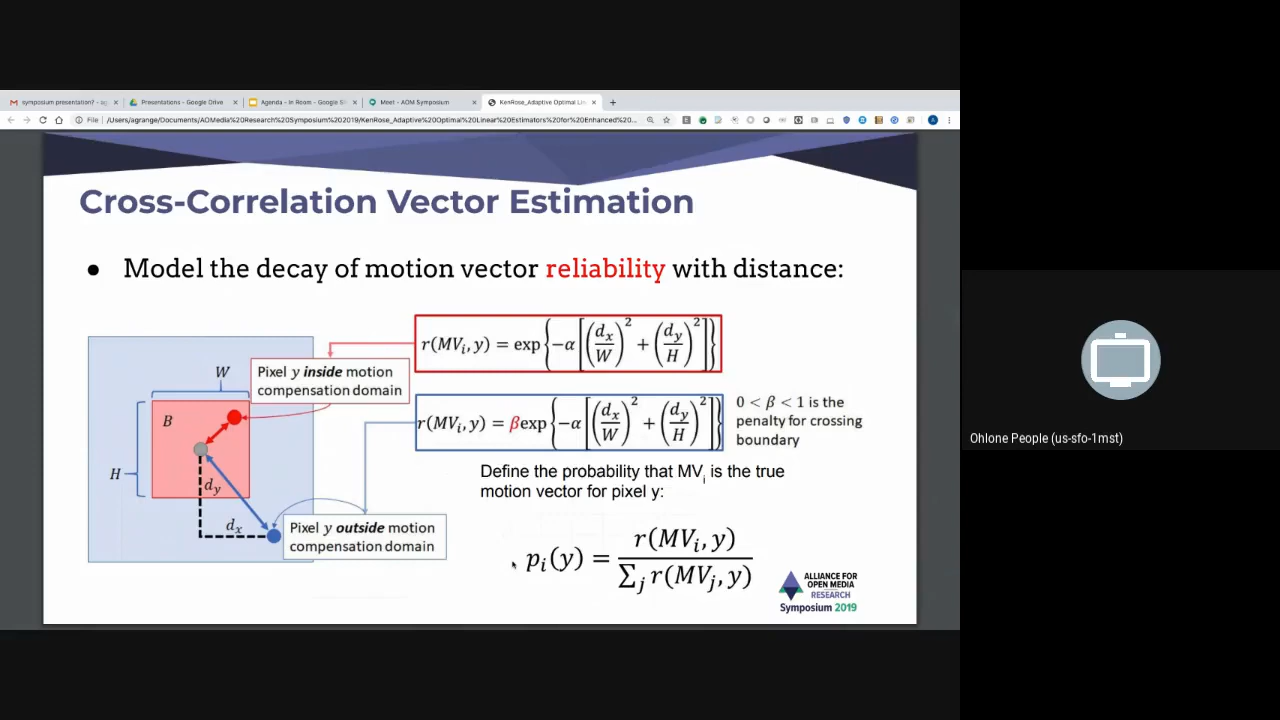 symposium presentation? - ag
Presentations - Google Drive
Agenda - In Room - Google Sl
Meet - AOM Symposium
KenRose_Adaptive Optimal Lin
File | /Users/agrange/Documents/AOMedia%20Research%20Symposium%202019/KenRose_Adaptive%20Optimal%20Linear%20Estimators%20for%20Enhanced%20...
Cross-Correlation Vector Estimation
● Model the decay of motion vector reliability with distance:
r(MV_i, y) = exp{−α[(d_x/W)^2 + (d_y/H)^2]}
W
Pixel y inside motion
compensation domain
B
r(MV_i, y) = βexp{−α[(d_x/W)^2 + (d_y/H)^2]}
0 < β < 1 is the
penalty for crossing
boundary
H
d_y
d_x
Pixel y outside motion
compensation domain
Define the probability that MV_i is the true
motion vector for pixel y:
p_i(y) = r(MV_i, y) / ∑_j r(MV_j, y)
ALLIANCE FOR
OPEN MEDIA
RESEARCH
Symposium 2019
Ohlone People (us-sfo-1mst)